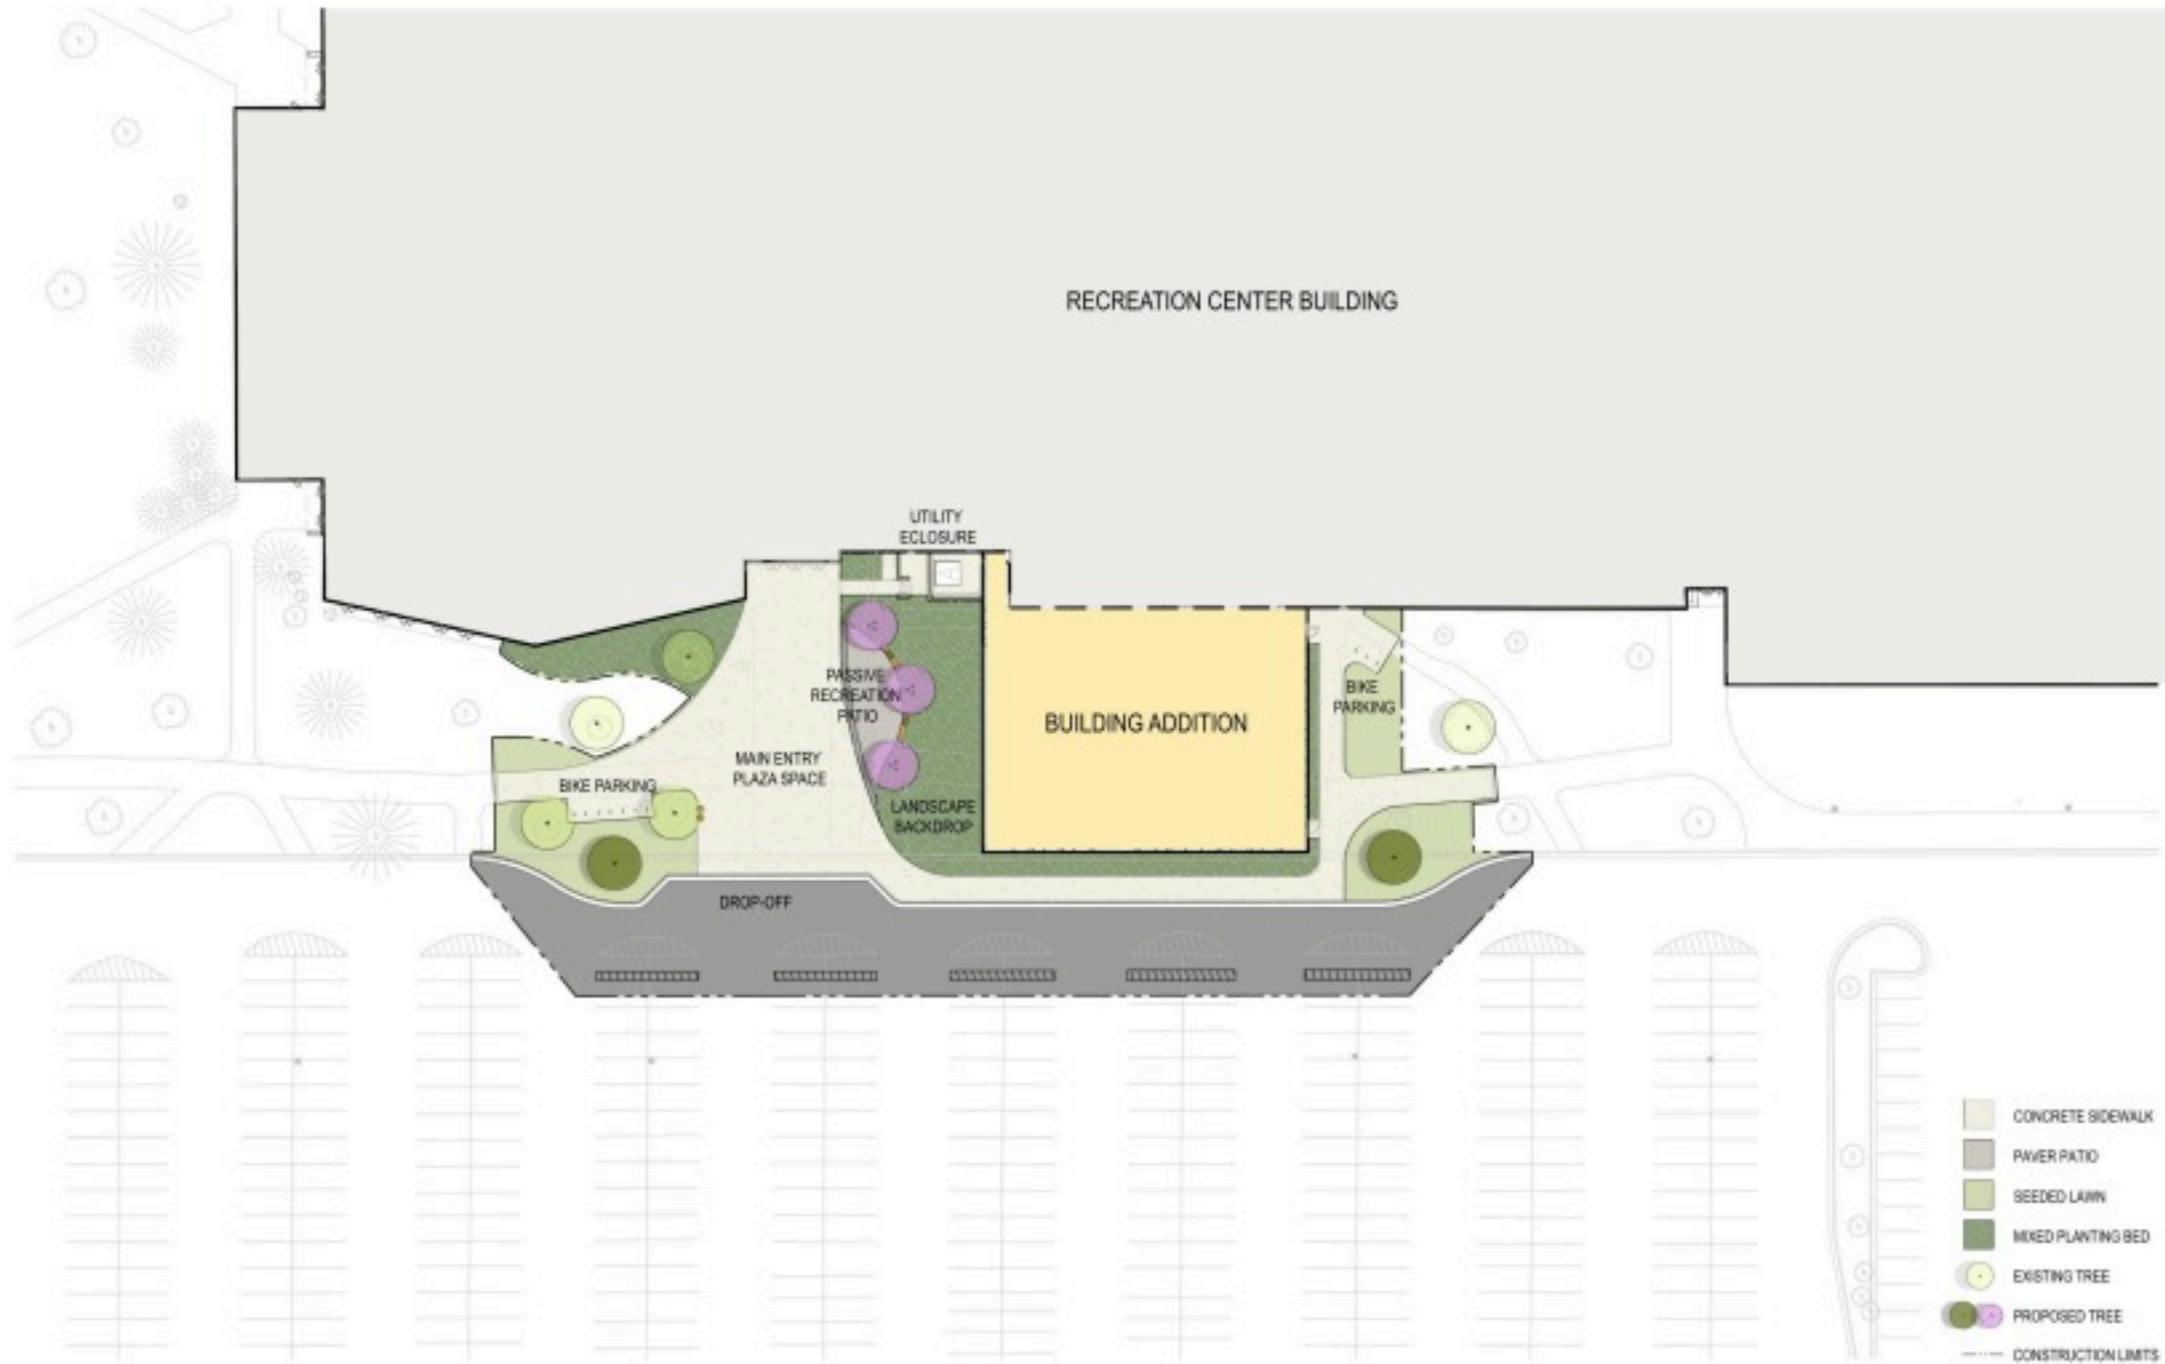 RECREATION CENTER BUILDING
UTILITY
ECLOSURE
PASSIVE
RECREATION
PATIO
BIKE
PARKING
BUILDING ADDITION
MAIN ENTRY
PLAZA SPACE
BIKE PARKING
LANDSCAPE
BACKDROP
DROP-OFF
CONCRETE SIDEWALK
PAVER PATIO
SEEDED LAWN
MIXED PLANTING BED
EXISTING TREE
PROPOSED TREE
CONSTRUCTION LIMITS